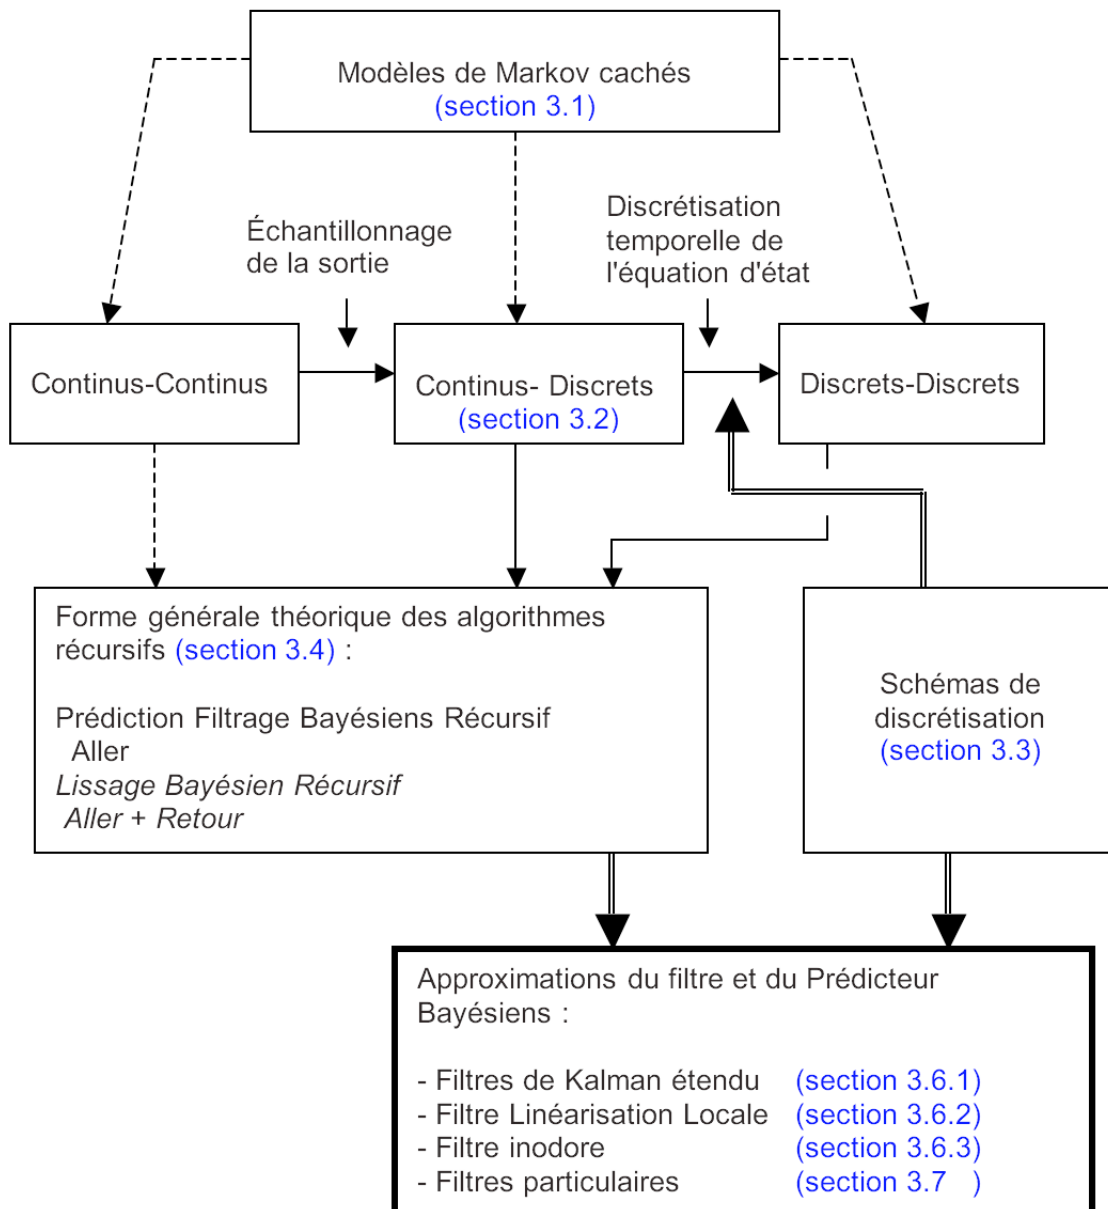 Modèles de Markov cachés
(section 3.1)
Échantillonnage
de la sortie
Discrétisation
temporelle de
l'équation d'état
Continus-Continus
Continus- Discrets
(section 3.2)
Discrets-Discrets
Forme générale théorique des algorithmes
récursifs (section 3.4) :
Prédiction Filtrage Bayésiens Récursif
Aller
Lissage Bayésien Récursif
Aller + Retour
Schémas de
discrétisation
(section 3.3)
Approximations du filtre et du Prédicteur
Bayésiens :
- Filtres de Kalman étendu (section 3.6.1)
- Filtre Linéarisation Locale (section 3.6.2)
- Filtre inodore (section 3.6.3)
- Filtres particulaires (section 3.7 )